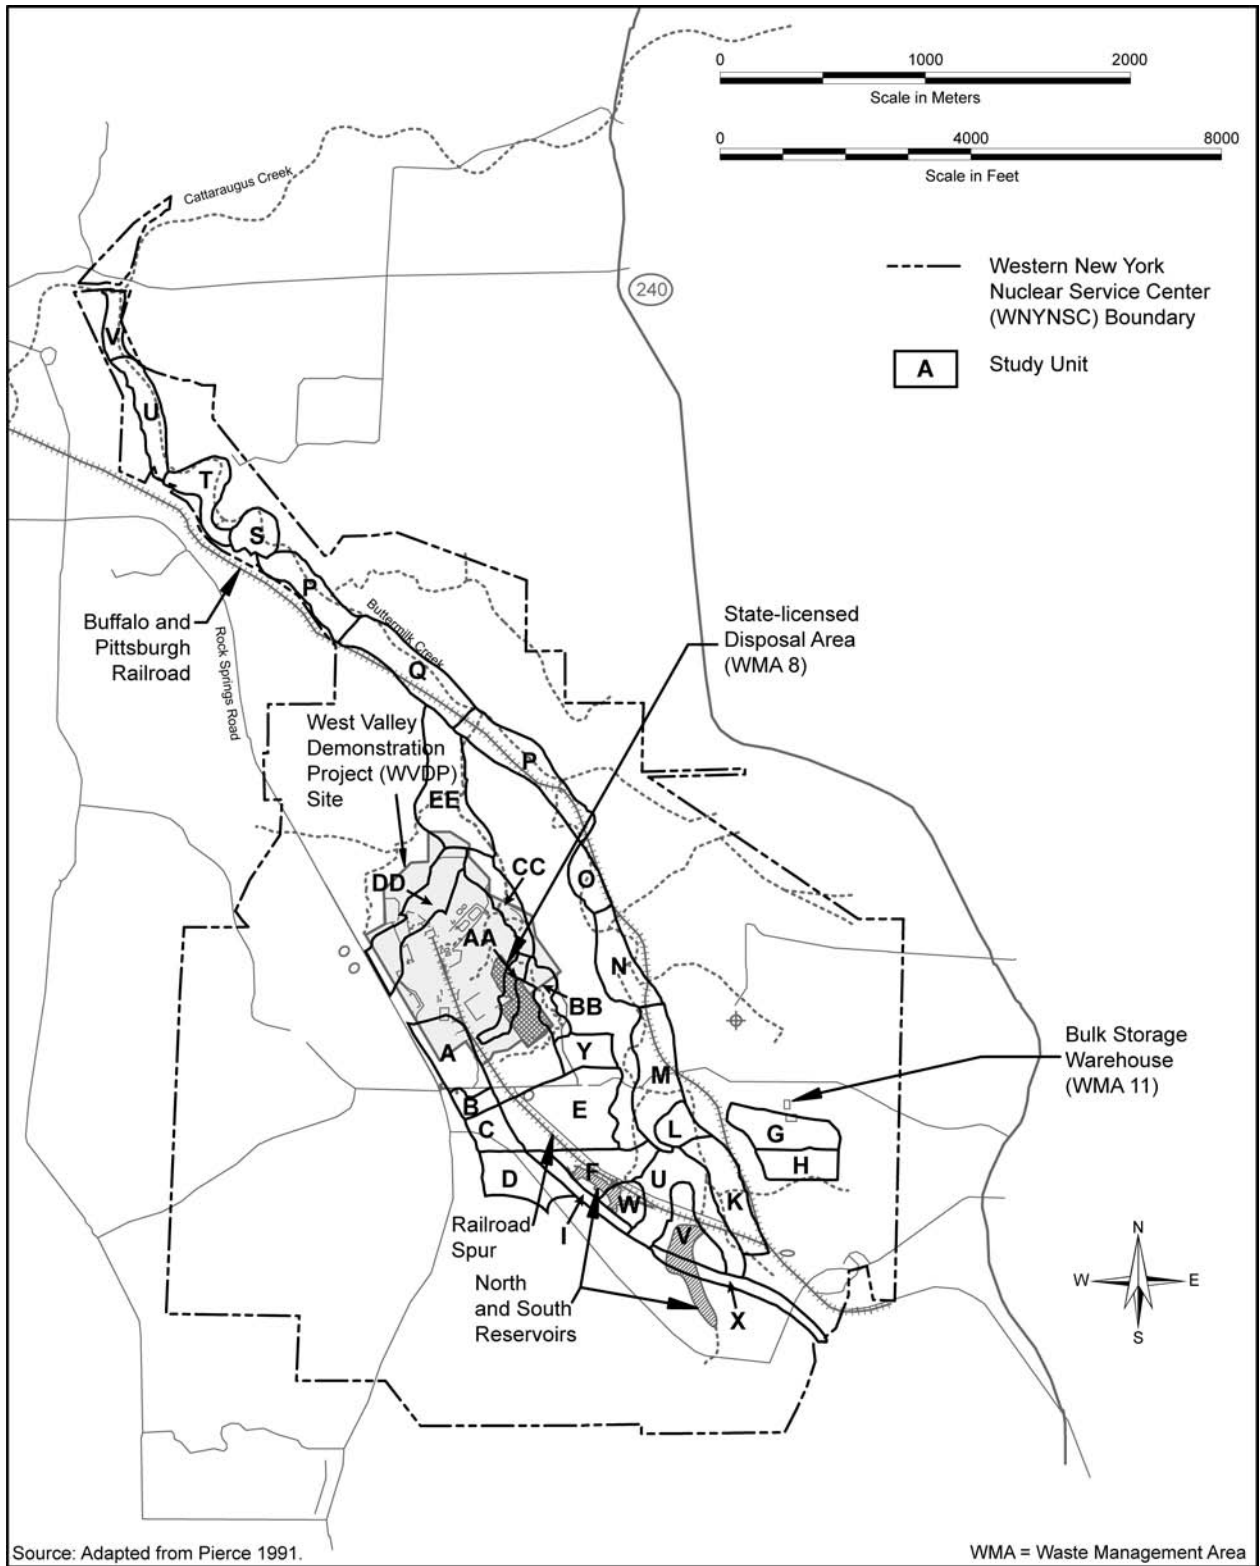 0 1000 2000
Scale in Meters
0 4000 8000
Scale in Feet
Cattaraugus Creek
240
Western New York
Nuclear Service Center
(WNYNSC) Boundary
A
Study Unit
V
U
T
S
P
Buffalo and
Pittsburgh
Railroad
Rock Springs Road
Buttermilk Creek
Q
State-licensed
Disposal Area
(WMA 8)
West Valley
Demonstration
Project (WVDP)
Site
P
EE
CC
DD
O
AA
N
BB
Bulk Storage
Warehouse
(WMA 11)
A
Y
M
B
E
C
L
G
H
D
F
U
W
K
I
V
Railroad
Spur
North
and South
Reservoirs
X
N
W E
S
Source: Adapted from Pierce 1991.
WMA = Waste Management Area